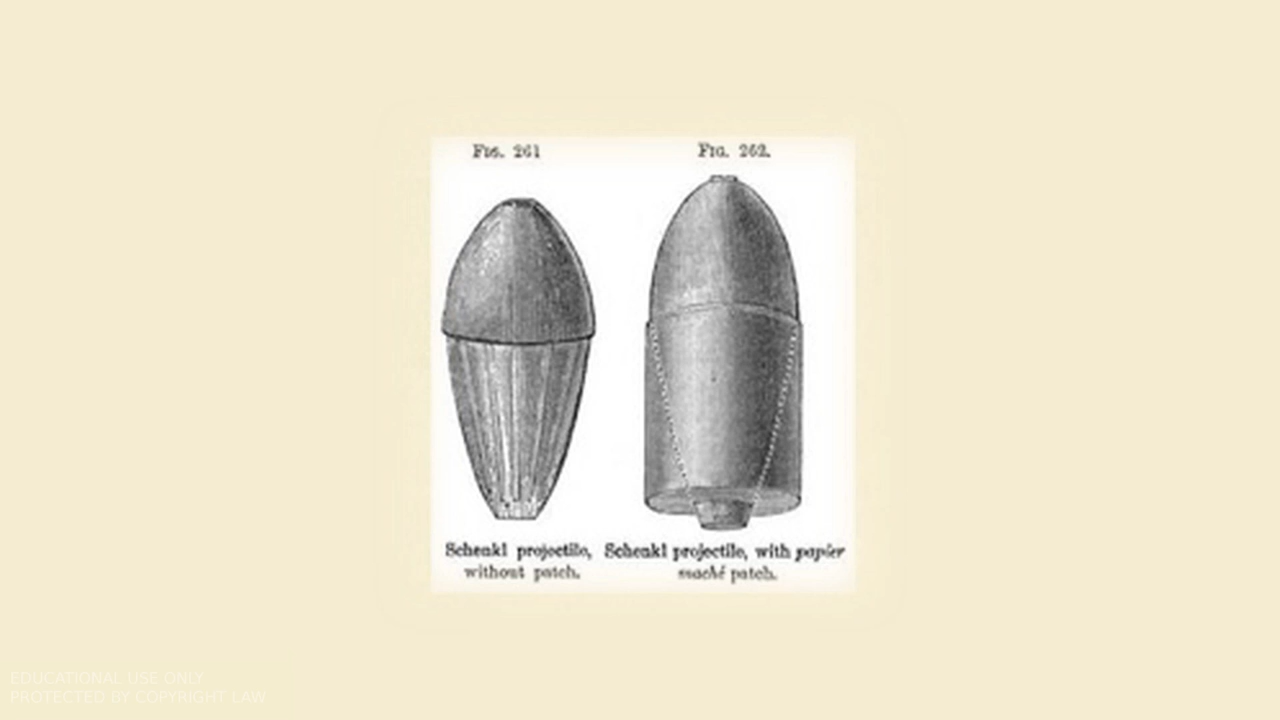 Fig. 261
Fig. 262.
Schenkl projectile,
without patch.
Schenkl projectile, with papier
maché patch.
EDUCATIONAL USE ONLY
PROTECTED BY COPYRIGHT LAW